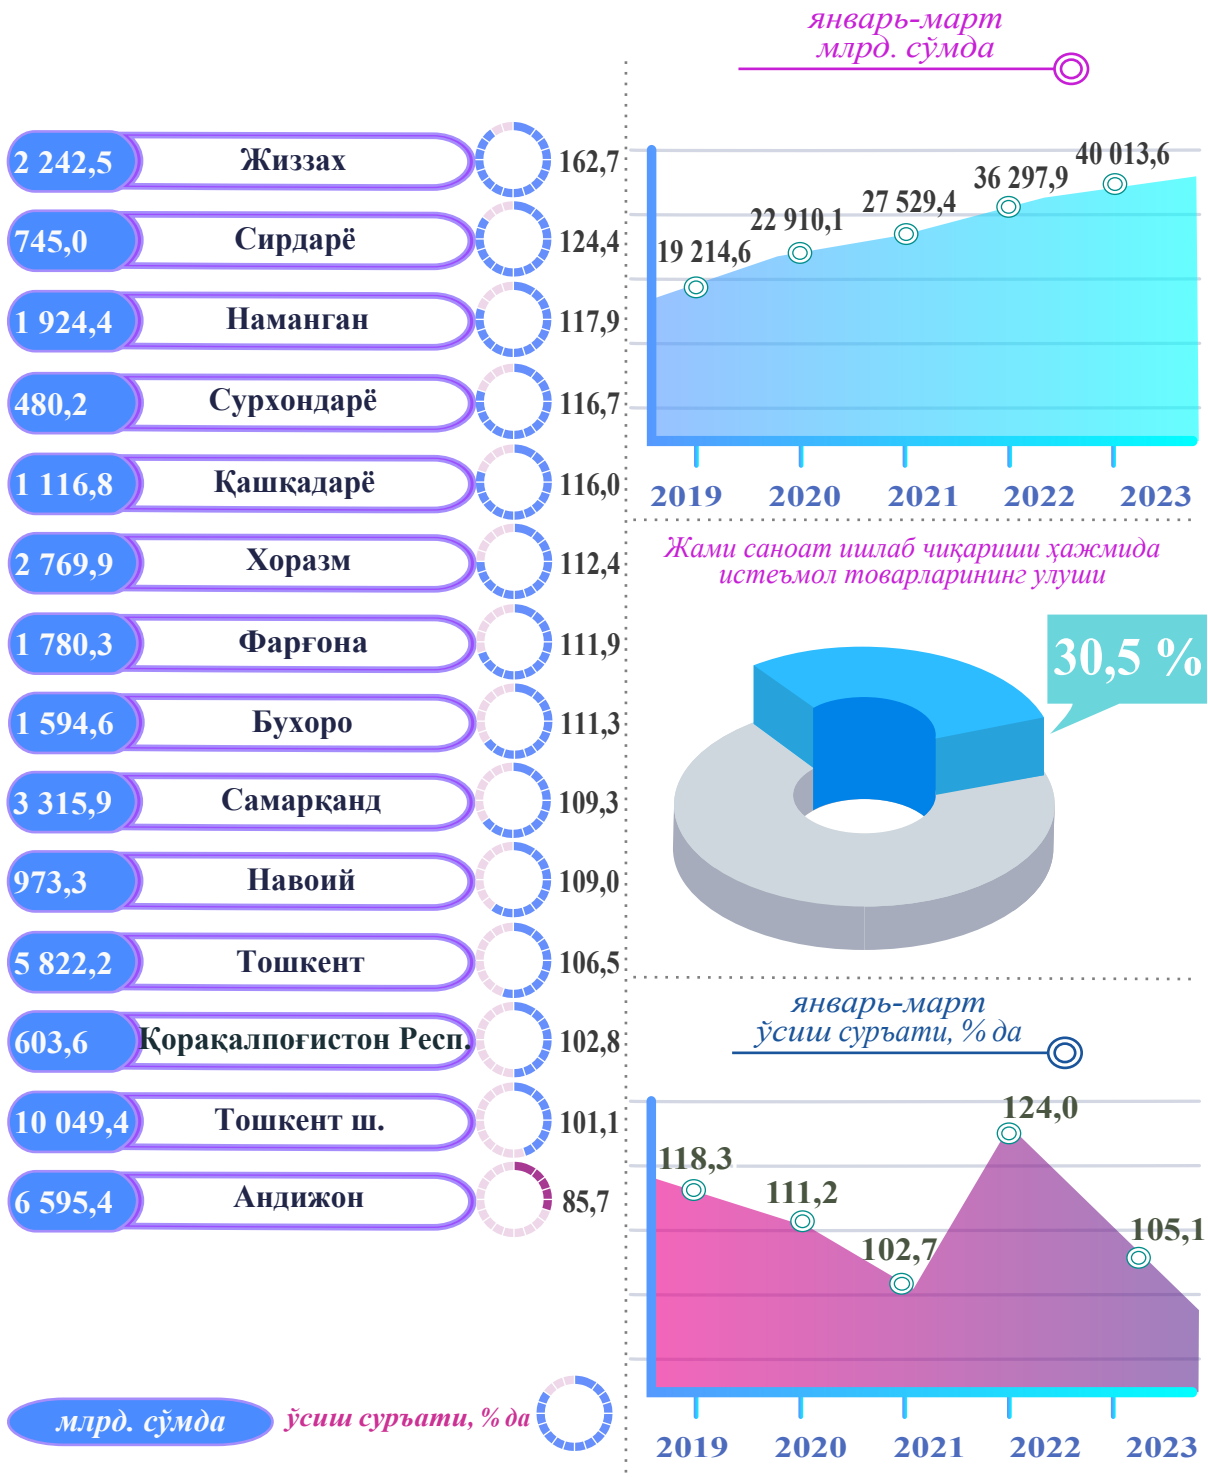 2 242,5 Жиззах 162,7
745,0 Сирдарё 124,4
1 924,4 Наманган 117,9
480,2 Сурхондарё 116,7
1 116,8 Қашқадарё 116,0
2 769,9 Хоразм 112,4
1 780,3 Фарғона 111,9
1 594,6 Бухоро 111,3
3 315,9 Самарқанд 109,3
973,3 Навоий 109,0
5 822,2 Тошкент 106,5
603,6 Қорақалпоғистон Респ. 102,8
10 049,4 Тошкент ш. 101,1
6 595,4 Андижон 85,7
млрд. сўмда ўсиш суръати, % да
январь-март
млрд. сўмда
19 214,6 22 910,1 27 529,4 36 297,9 40 013,6
2019 2020 2021 2022 2023
Жами саноат ишлаб чиқариши ҳажмида
истеъмол товарларининг улуши
30,5 %
январь-март
ўсиш суръати, % да
118,3 111,2 102,7 124,0 105,1
2019 2020 2021 2022 2023